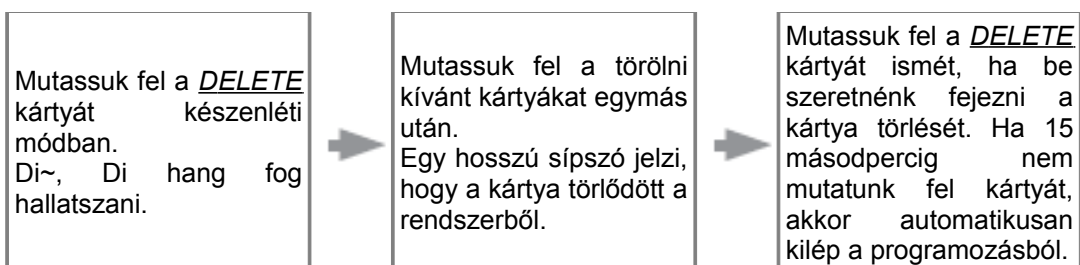 Mutassuk fel a DELETE
kártyát készenléti
módban.
Di~, Di hang fog
hallatszani.
Mutassuk fel a törölni
kívánt kártyákat egymás
után.
Egy hosszú sípszó jelzi,
hogy a kártya törlődött a
rendszerből.
Mutassuk fel a DELETE
kártyát ismét, ha be
szeretnénk fejezni a
kártya törlését. Ha 15
másodpercig nem
mutatunk fel kártyát,
akkor automatikusan
kilép a programozásból.